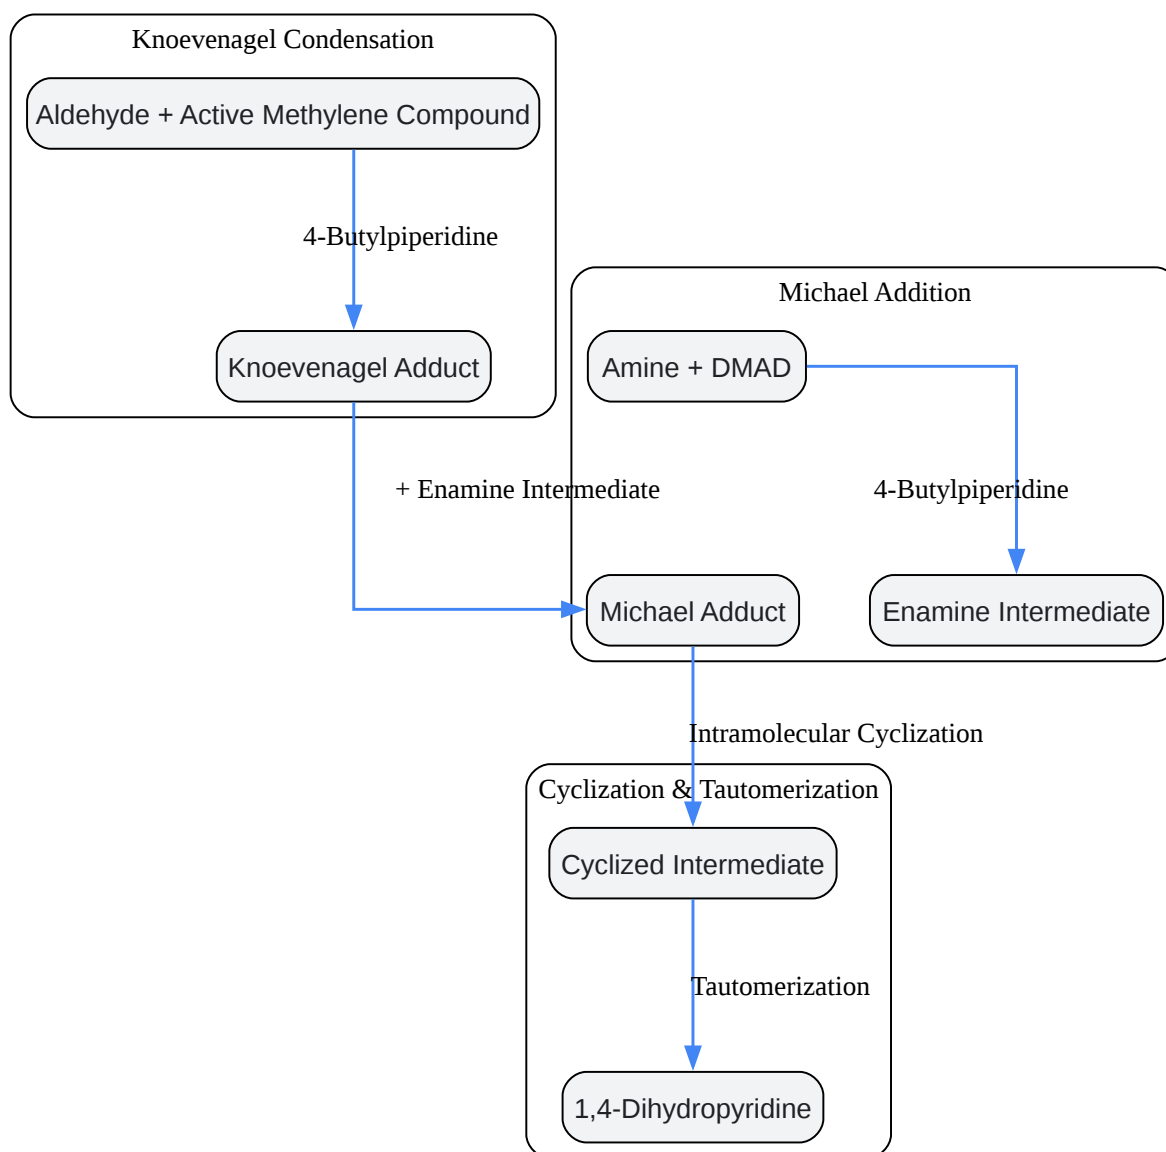 Knoevenagel Condensation
Aldehyde + Active Methylene Compound
4-Butylpiperidine
Knoevenagel Adduct
Michael Addition
Amine + DMAD
+ Enamine Intermediate
4-Butylpiperidine
Michael Adduct
Enamine Intermediate
Intramolecular Cyclization
Cyclization & Tautomerization
Cyclized Intermediate
Tautomerization
1,4-Dihydropyridine